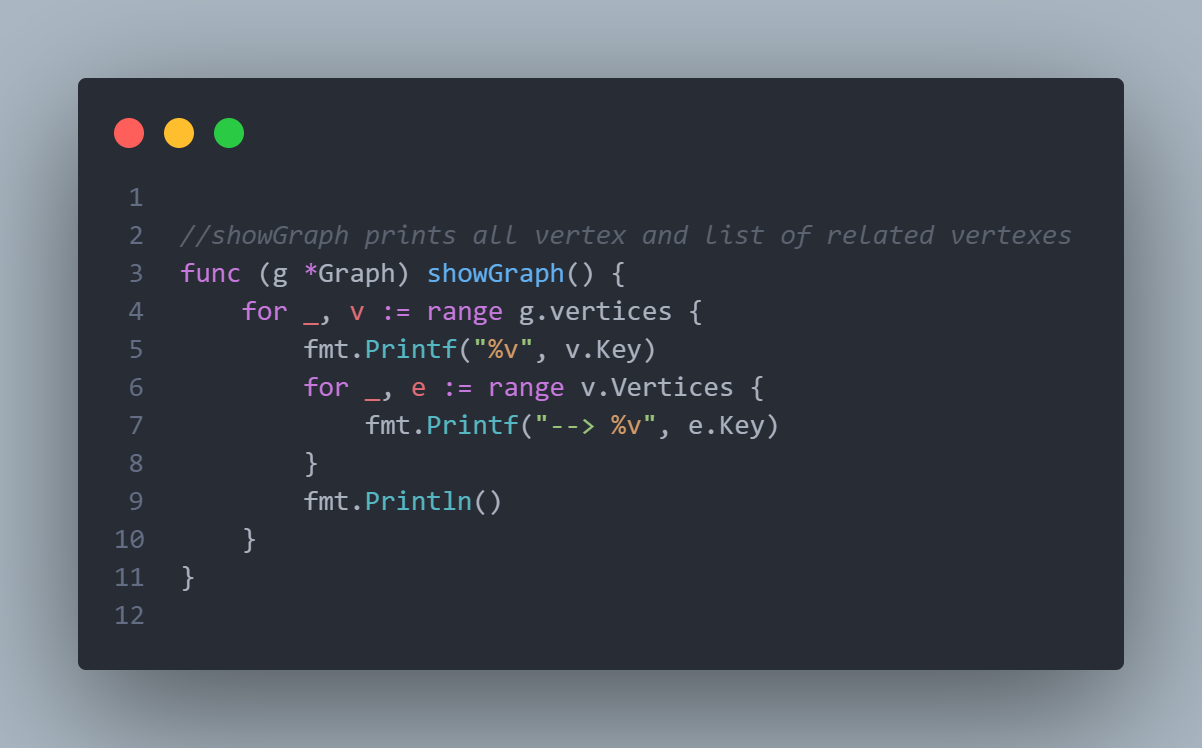 1
2 //showGraph prints all vertex and list of related vertexes
3 func (g *Graph) showGraph() {
4     for _, v := range g.vertices {
5         fmt.Printf("%v", v.Key)
6         for _, e := range v.Vertices {
7             fmt.Printf("--> %v", e.Key)
8         }
9         fmt.Println()
10     }
11 }
12